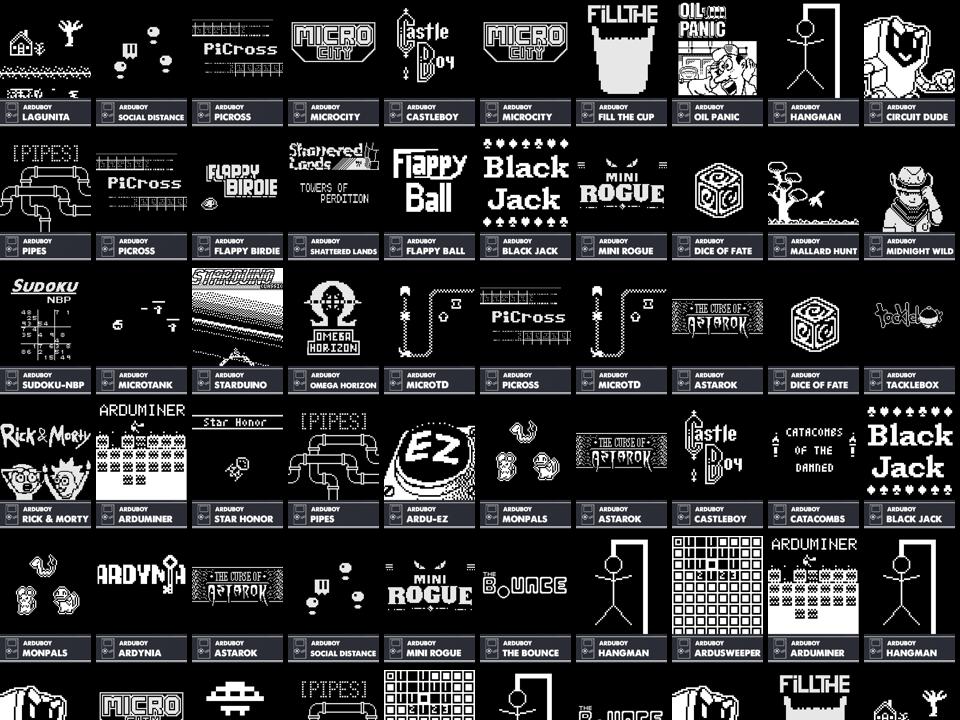 FiLLTHE
OIL
PANIC
PiCross
MICRO
CITY
Castle
Boy
MICRO
CITY
ARDUBOY
LAGUNITA
ARDUBOY
SOCIAL DISTANCE
ARDUBOY
PICROSS
ARDUBOY
MICROCITY
ARDUBOY
CASTLEBOY
ARDUBOY
MICROCITY
ARDUBOY
FILL THE CUP
ARDUBOY
OIL PANIC
ARDUBOY
HANGMAN
ARDUBOY
CIRCUIT DUDE
[PIPES]
PiCross
FLAPPY
BIRDIE
Shattered
Lands
TOWERS OF
PERDITION
Flappy
Ball
Black
Jack
MINI
ROGUE
ARDUBOY
PIPES
ARDUBOY
PICROSS
ARDUBOY
FLAPPY BIRDIE
ARDUBOY
SHATTERED LANDS
ARDUBOY
FLAPPY BALL
ARDUBOY
BLACK JACK
ARDUBOY
MINI ROGUE
ARDUBOY
DICE OF FATE
ARDUBOY
MALLARD HUNT
ARDUBOY
MIDNIGHT WILD
SUDOKU
NBP
STARDUINO
OMEGA
HORIZON
PiCross
THE CURSE OF
ASTAROK
tackleb
ARDUBOY
SUDOKU-NBP
ARDUBOY
MICROTANK
ARDUBOY
STARDUINO
ARDUBOY
OMEGA HORIZON
ARDUBOY
MICROTD
ARDUBOY
PICROSS
ARDUBOY
MICROTD
ARDUBOY
ASTAROK
ARDUBOY
DICE OF FATE
ARDUBOY
TACKLEBOX
Rick & Morty
ARDUMINER
Star Honor
[PIPES]
EZ
THE CURSE OF
ASTAROK
Castle
Boy
CATACOMBS
OF THE
DAMNED
Black
Jack
ARDUBOY
RICK & MORTY
ARDUBOY
ARDUMINER
ARDUBOY
STAR HONOR
ARDUBOY
PIPES
ARDUBOY
ARDU-EZ
ARDUBOY
MONPALS
ARDUBOY
ASTAROK
ARDUBOY
CASTLEBOY
ARDUBOY
CATACOMBS
ARDUBOY
BLACK JACK
ARDYNIA
THE CURSE OF
ASTAROK
MINI
ROGUE
THE
BOUNCE
ARDUMINER
ARDUBOY
MONPALS
ARDUBOY
ARDYNIA
ARDUBOY
ASTAROK
ARDUBOY
SOCIAL DISTANCE
ARDUBOY
MINI ROGUE
ARDUBOY
THE BOUNCE
ARDUBOY
HANGMAN
ARDUBOY
ARDUSWEEPER
ARDUBOY
ARDUMINER
ARDUBOY
HANGMAN
MICRO
CITY
[PIPES]
THE
BOUNCE
FiLLTHE